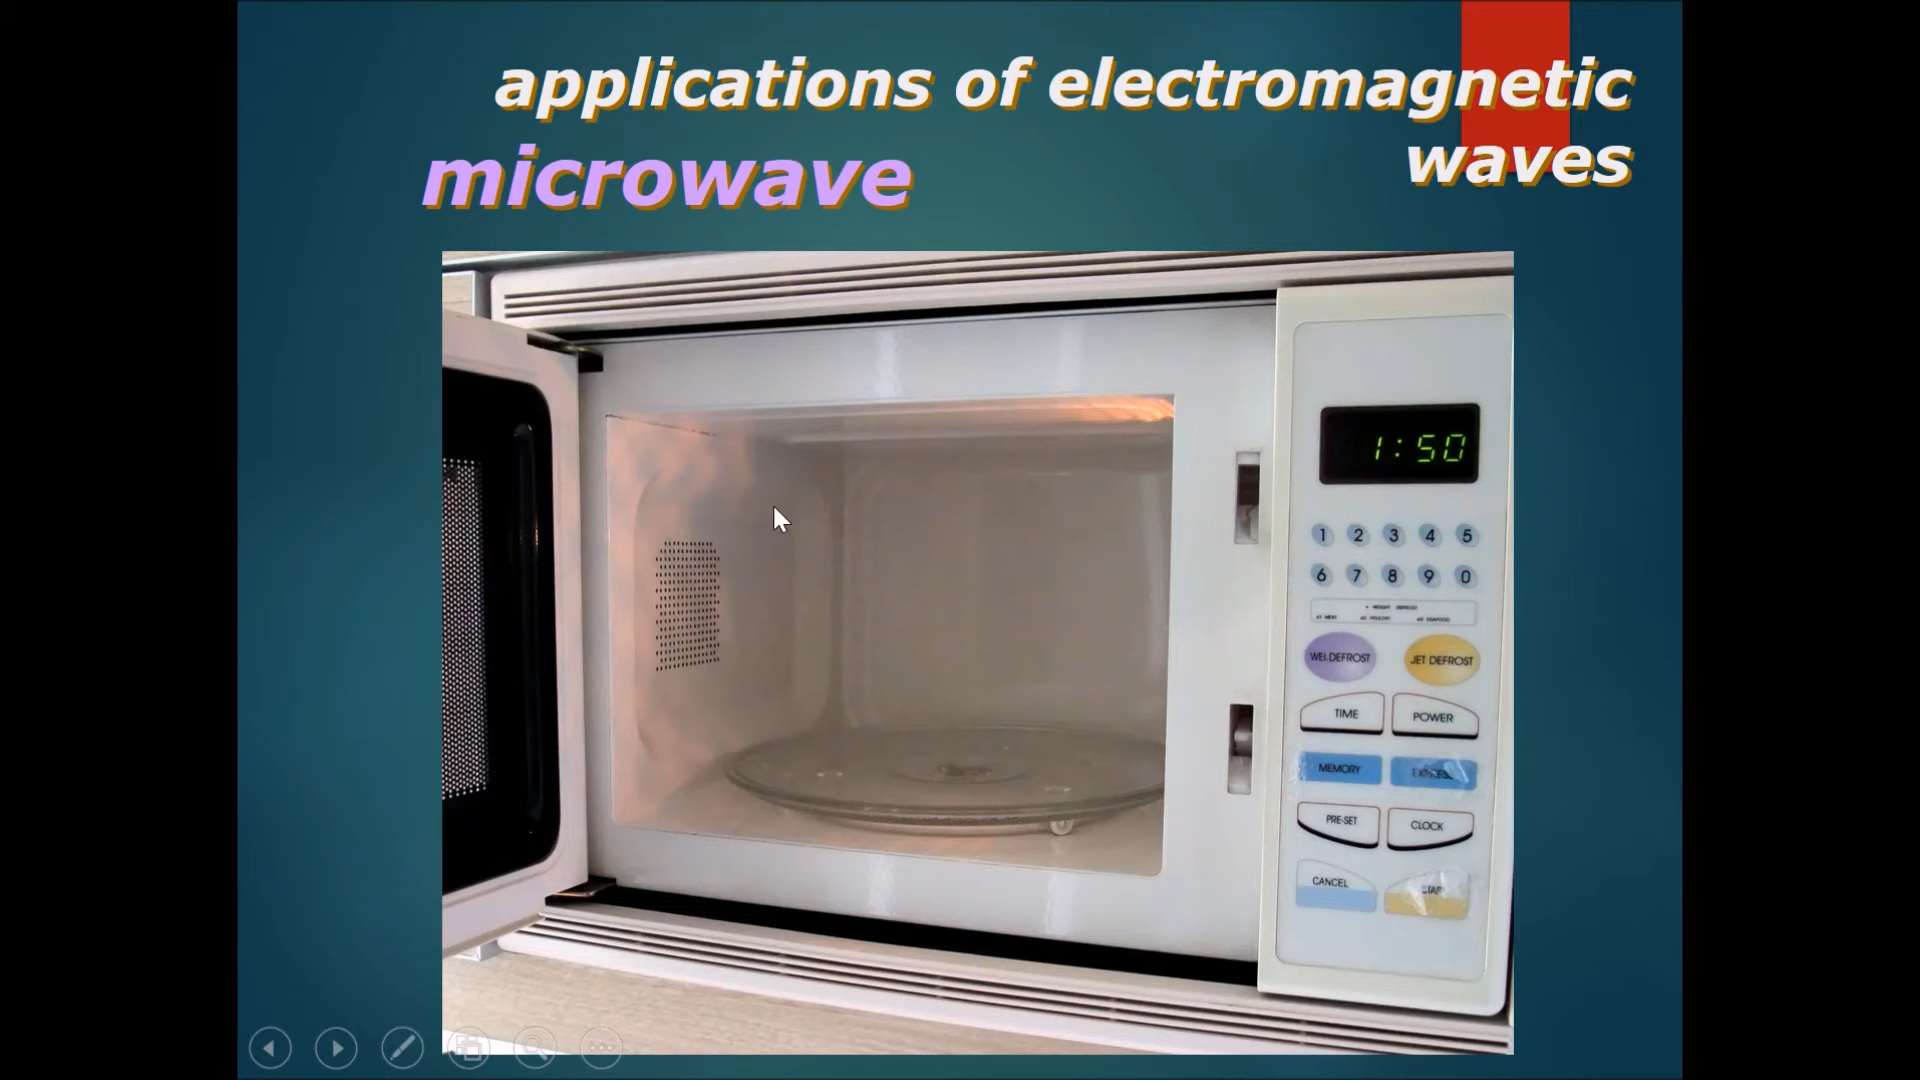 applications of electromagnetic
waves
microwave
1:50
1 2 3 4 5
6 7 8 9 0
WEI.DEFROST JET DEFROST
TIME POWER
MEMORY EXPRESS
PRE-SET CLOCK
CANCEL